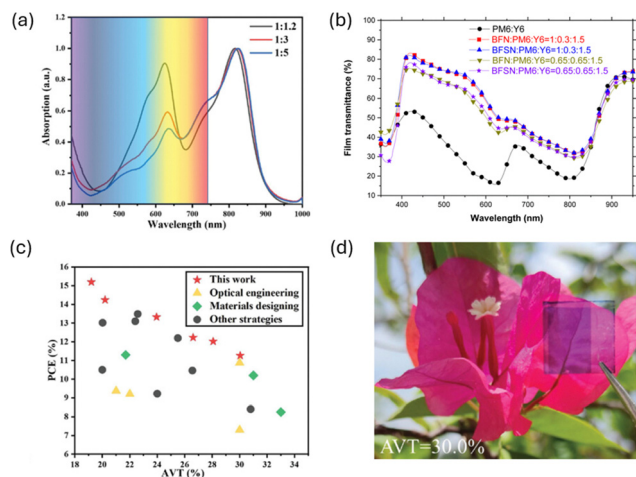 (a)
1:1.2
1:3
1:5
Absorption (a.u.)
1.0
0.8
0.6
0.4
0.2
0.0
400 500 600 700 800 900 1000
Wavelength (nm)
(b)
PM6:Y6
BFN:PM6:Y6=1:0.3:1.5
BFSN:PM6:Y6=1:0.3:1.5
BFN:PM6:Y6=0.65:0.65:1.5
BFSN:PM6:Y6=0.65:0.65:1.5
Film transmittance (%)
100
90
80
70
60
50
40
30
20
10
350 400 450 500 550 600 650 700 750 800 850 900 950
Wavelength (nm)
(c)
This work
Optical engineering
Materials designing
Other strategies
PCE (%)
16
15
14
13
12
11
10
9
8
7
6
18 20 22 24 26 28 30 32 34
AVT (%)
(d)
AVT=30.0%